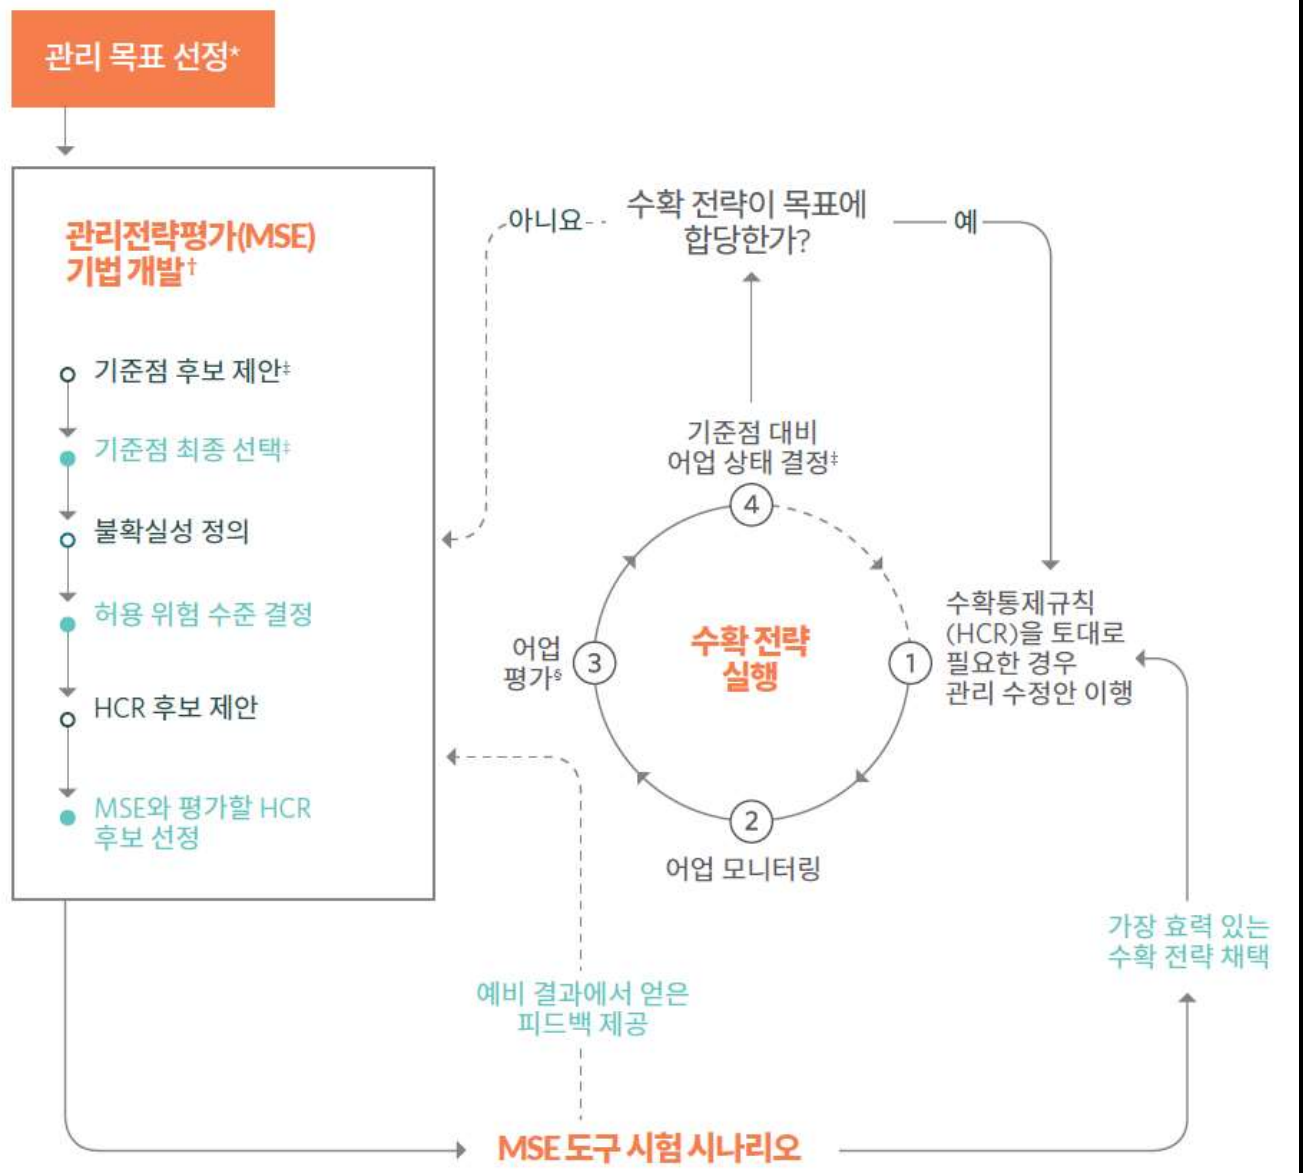 관리 목표 선정*
관리전략평가(MSE)
기법 개발†
기준점 후보 제안‡
기준점 최종 선택‡
불확실성 정의
허용 위험 수준 결정
HCR 후보 제안
MSE와 평가할 HCR
후보 선정
아니요
수확 전략이 목표에
합당한가?
예
기준점 대비
어업 상태 결정‡
4
수확통제규칙
(HCR)을 토대로
필요한 경우
관리 수정안 이행
1
수확 전략
실행
어업
평가§
3
2
어업 모니터링
가장 효력 있는
수확 전략 채택
예비 결과에서 얻은
피드백 제공
MSE 도구 시험 시나리오